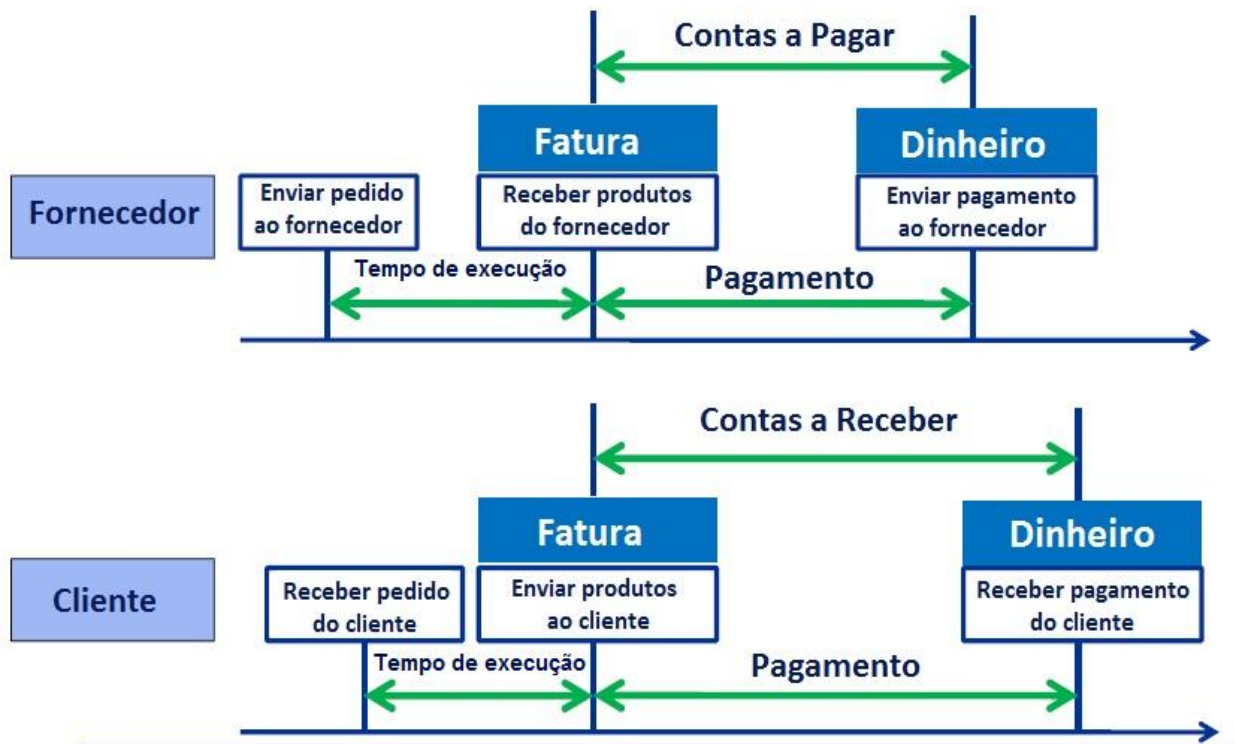 Contas a Pagar
Fatura
Dinheiro
Fornecedor
Enviar pedido
ao fornecedor
Receber produtos
do fornecedor
Enviar pagamento
ao fornecedor
Tempo de execução
Pagamento
Contas a Receber
Fatura
Dinheiro
Cliente
Receber pedido
do cliente
Enviar produtos
ao cliente
Receber pagamento
do cliente
Tempo de execução
Pagamento